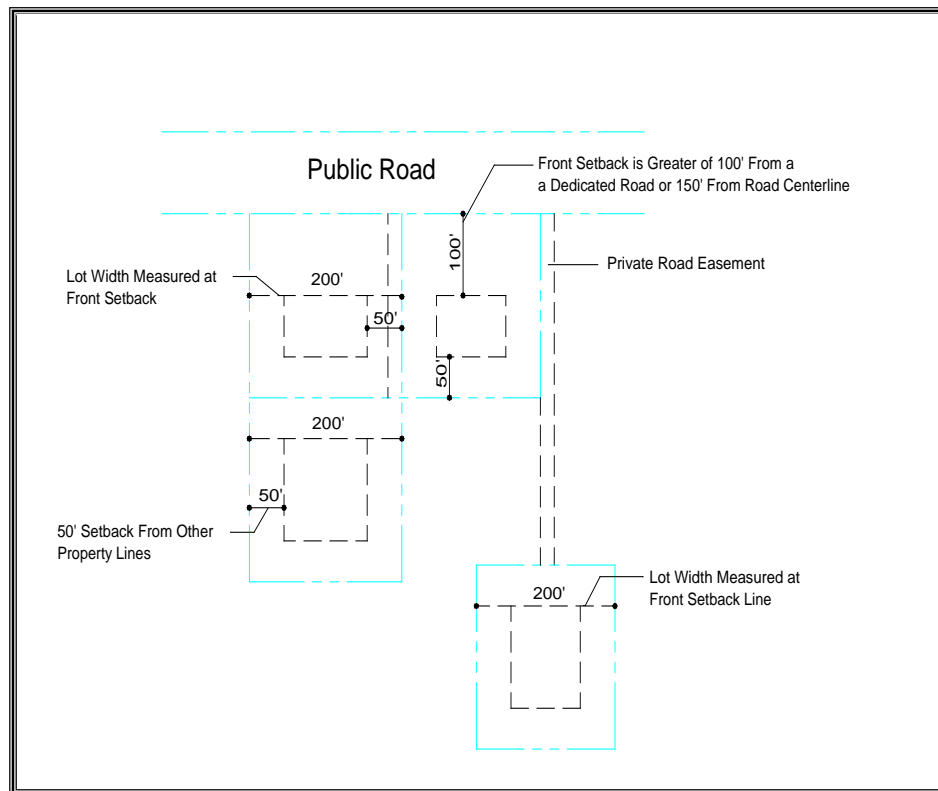 Public Road
Front Setback is Greater of 100' From a
a Dedicated Road or 150' From Road Centerline
100'
Private Road Easement
Lot Width Measured at
Front Setback
200'
50'
50'
200'
50'
50' Setback From Other
Property Lines
Lot Width Measured at
Front Setback Line
200'